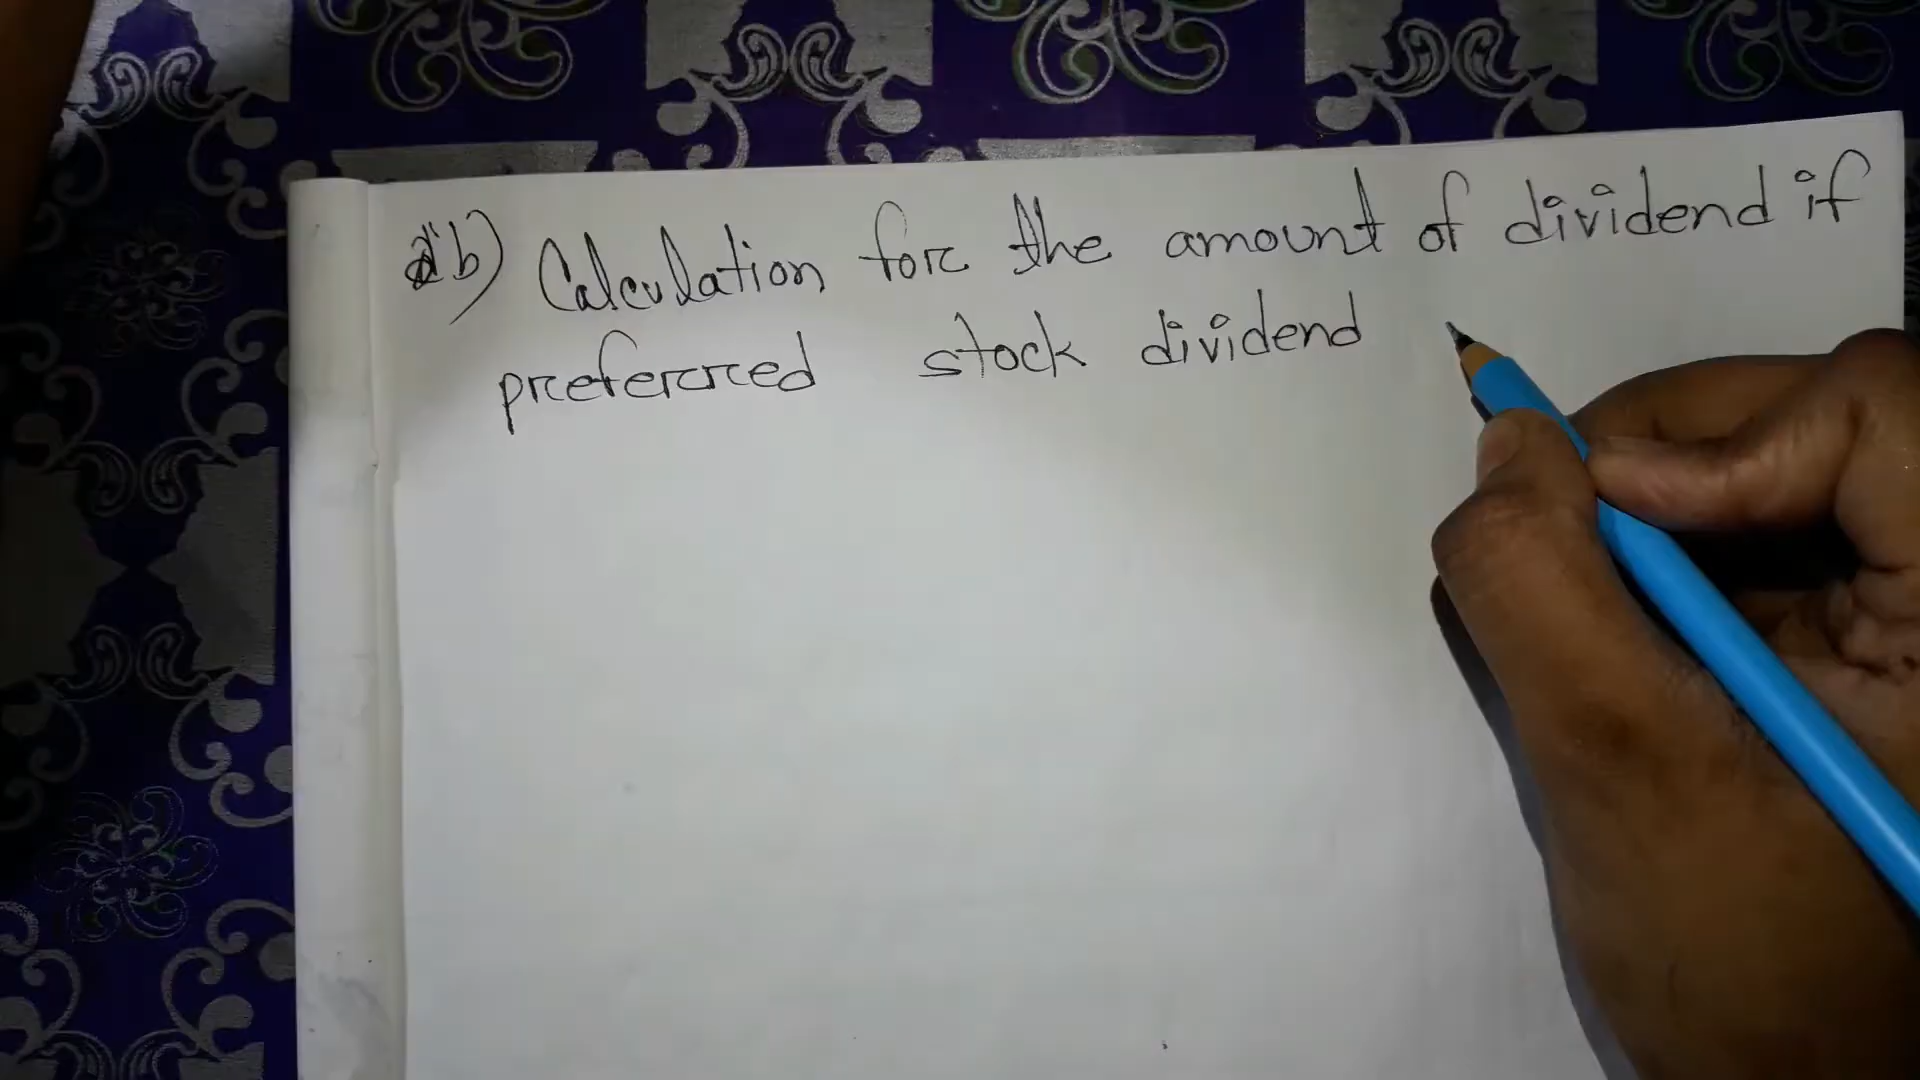 b) Calculation for the amount of dividend if
preferred stock dividend